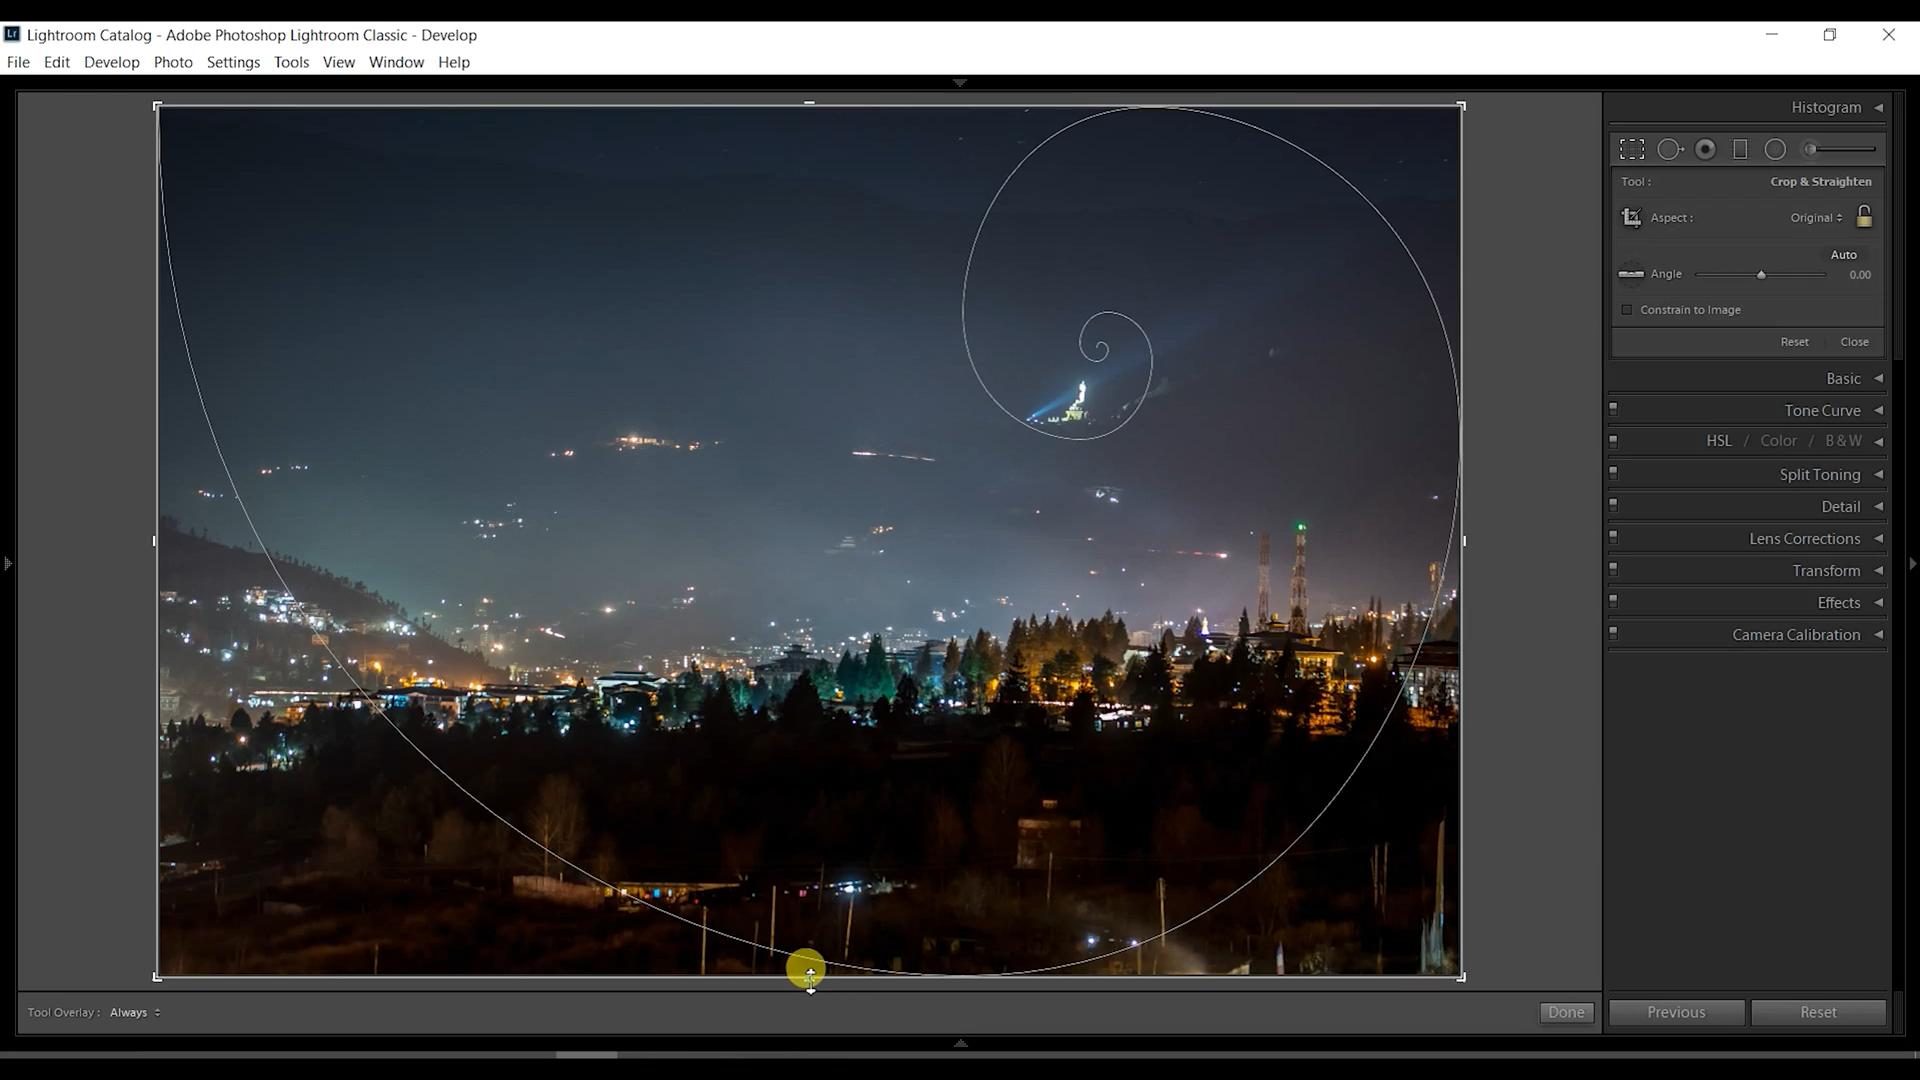 Lr Lightroom Catalog - Adobe Photoshop Lightroom Classic - Develop
File Edit Develop Photo Settings Tools View Window Help
Histogram
Tool : Crop & Straighten
Aspect : Original
Auto
Angle 0.00
Constrain to Image
Reset Close
Basic
Tone Curve
HSL / Color / B & W
Split Toning
Detail
Lens Corrections
Transform
Effects
Camera Calibration
Tool Overlay : Always Done Previous Reset